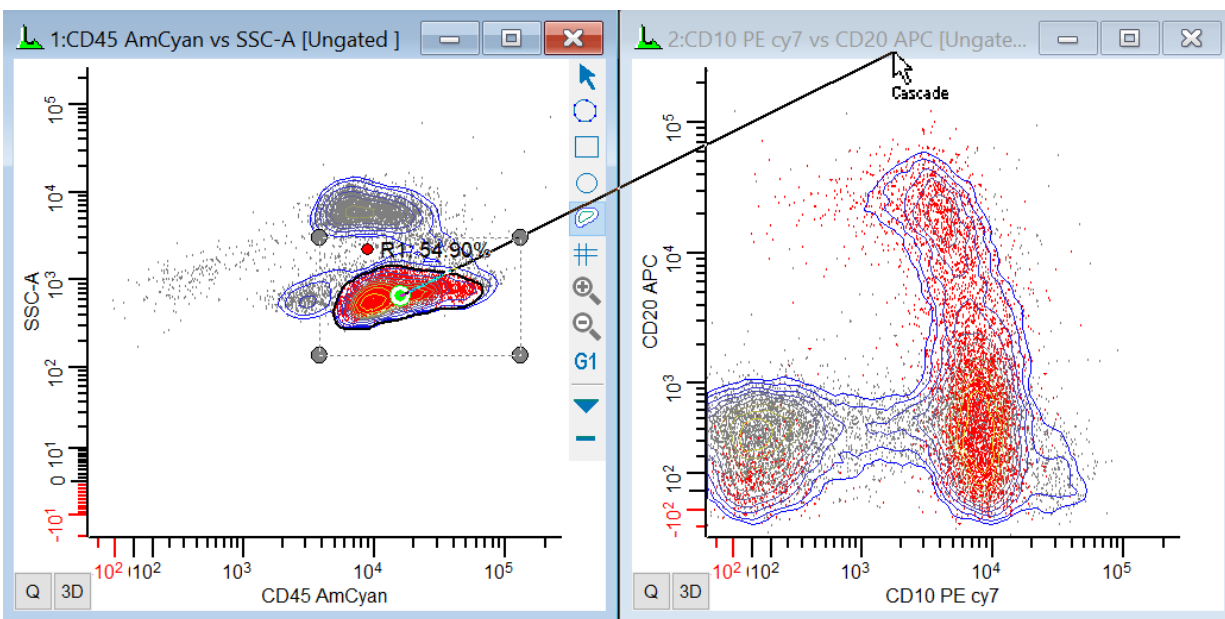 1:CD45 AmCyan vs SSC-A [Ungated ]
2:CD10 PE cy7 vs CD20 APC [Ungate...
Cascade
SSC-A
10^5
10^4
10^3
10^2
10^1
0
-10^1
R1: 54.90%
G1
10^2
10^2
10^3
10^4
10^5
Q
3D
CD45 AmCyan
CD20 APC
10^5
10^4
10^3
10^2
-10^2
10^2
10^2
10^3
10^4
10^5
Q
3D
CD10 PE cy7